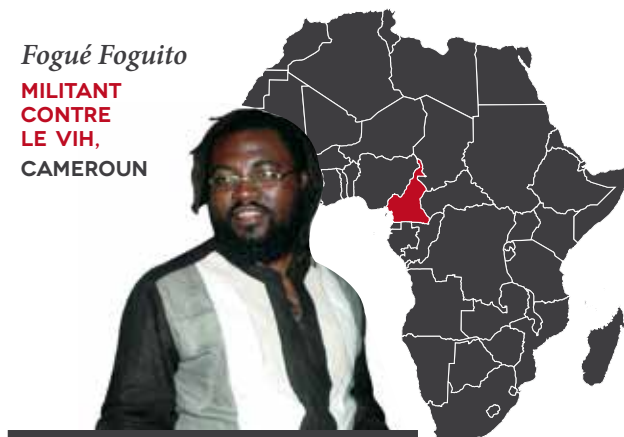 Fogué Foguito
MILITANT
CONTRE
LE VIH,
CAMEROUN